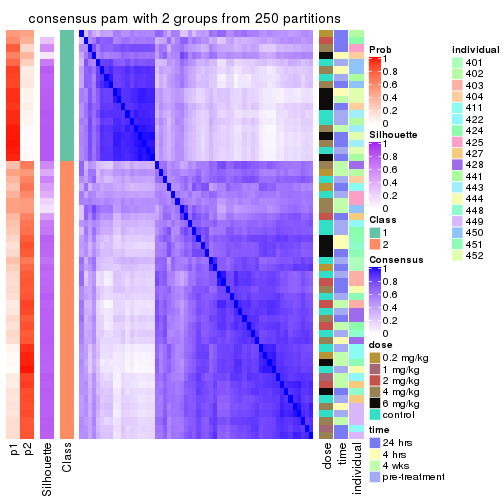 consensus pam with 2 groups from 250 partitions
Prob
1
0.8
0.6
0.4
0.2
0
Silhouette
1
0.8
0.6
0.4
0.2
0
Class
1
2
Consensus
1
0.8
0.6
0.4
0.2
0
dose
0.2 mg/kg
1 mg/kg
2 mg/kg
4 mg/kg
6 mg/kg
control
time
24 hrs
4 hrs
4 wks
pre-treatment
individual
401
402
403
404
411
422
424
425
427
428
441
443
444
448
449
450
451
452
p1
p2
Silhouette
Class
dose
time
individual